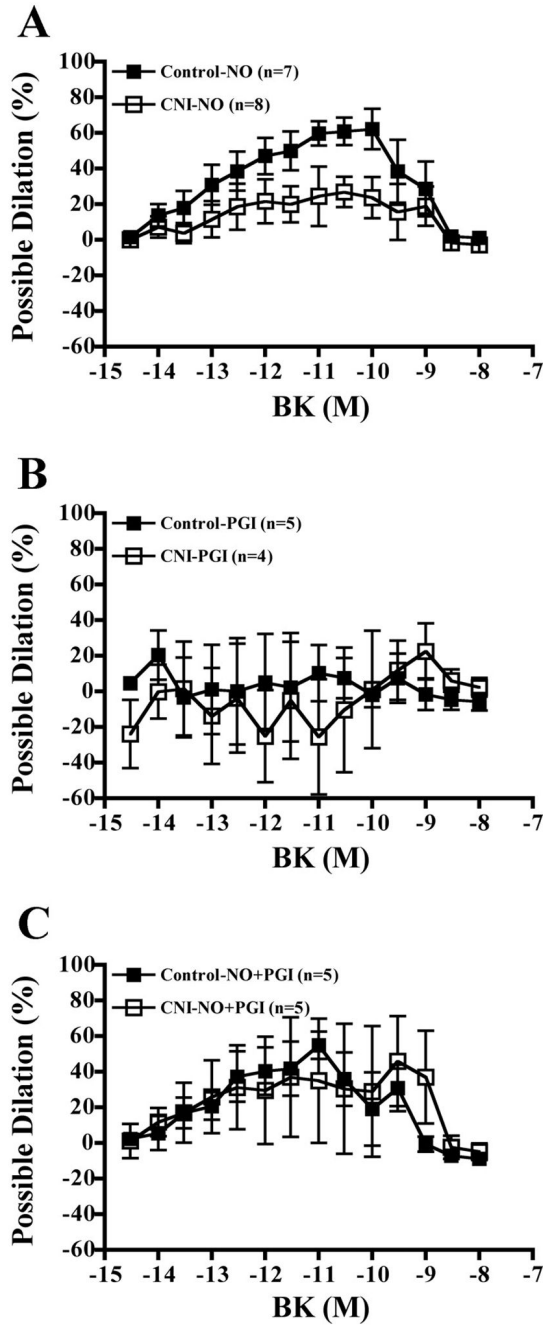 A
Possible Dilation (%)
100
80
60
40
20
0
-20
-40
-60
Control-NO (n=7)
CNI-NO (n=8)
-15 -14 -13 -12 -11 -10 -9 -8 -7
BK (M)
B
Possible Dilation (%)
100
80
60
40
20
0
-20
-40
-60
Control-PGI (n=5)
CNI-PGI (n=4)
-15 -14 -13 -12 -11 -10 -9 -8 -7
BK (M)
C
Possible Dilation (%)
100
80
60
40
20
0
-20
-40
-60
Control-NO+PGI (n=5)
CNI-NO+PGI (n=5)
-15 -14 -13 -12 -11 -10 -9 -8 -7
BK (M)